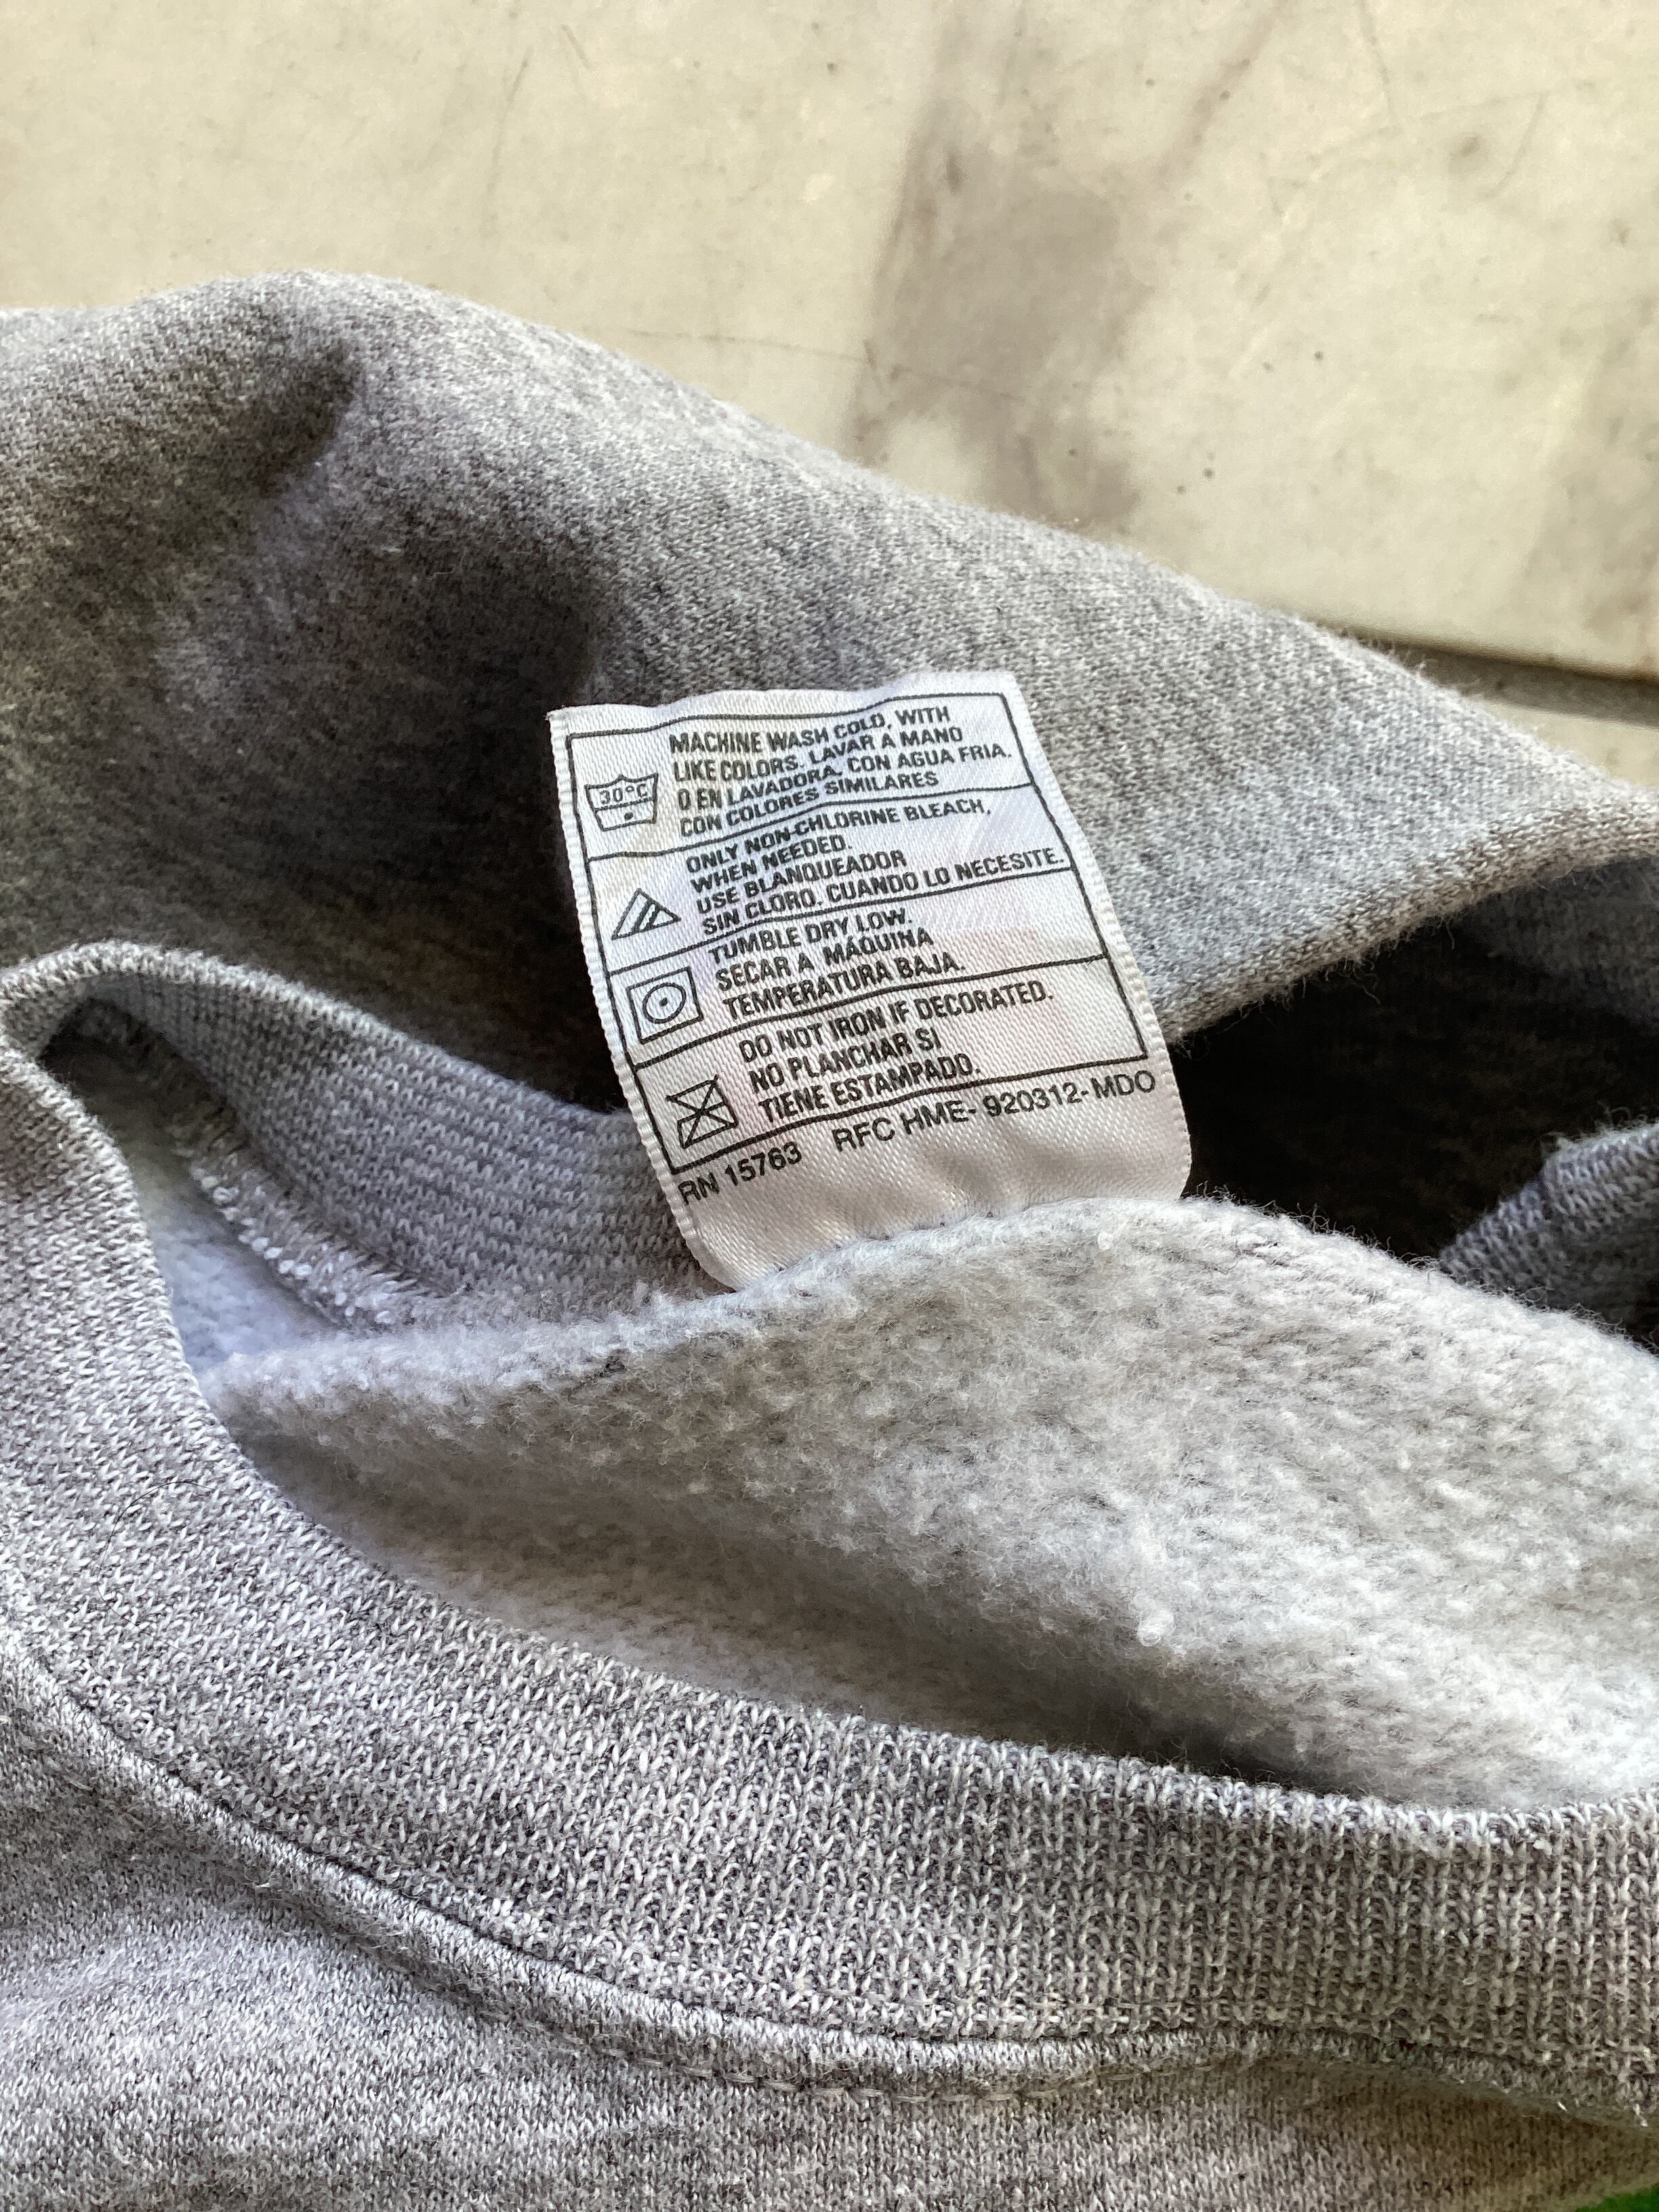 MACHINE WASH COLD, WITH
LIKE COLORS. LAVAR A MANO
O EN LAVADORA, CON AGUA FRIA.
CON COLORES SIMILARES
30°C
ONLY NON-CHLORINE BLEACH,
WHEN NEEDED.
USE BLANQUEADOR
SIN CLORO. CUANDO LO NECESITE.
TUMBLE DRY LOW.
SECAR A MÁQUINA
TEMPERATURA BAJA.
DO NOT IRON IF DECORATED.
NO PLANCHAR SI
TIENE ESTAMPADO.
RN 15763 RFC HME- 920312-MDO